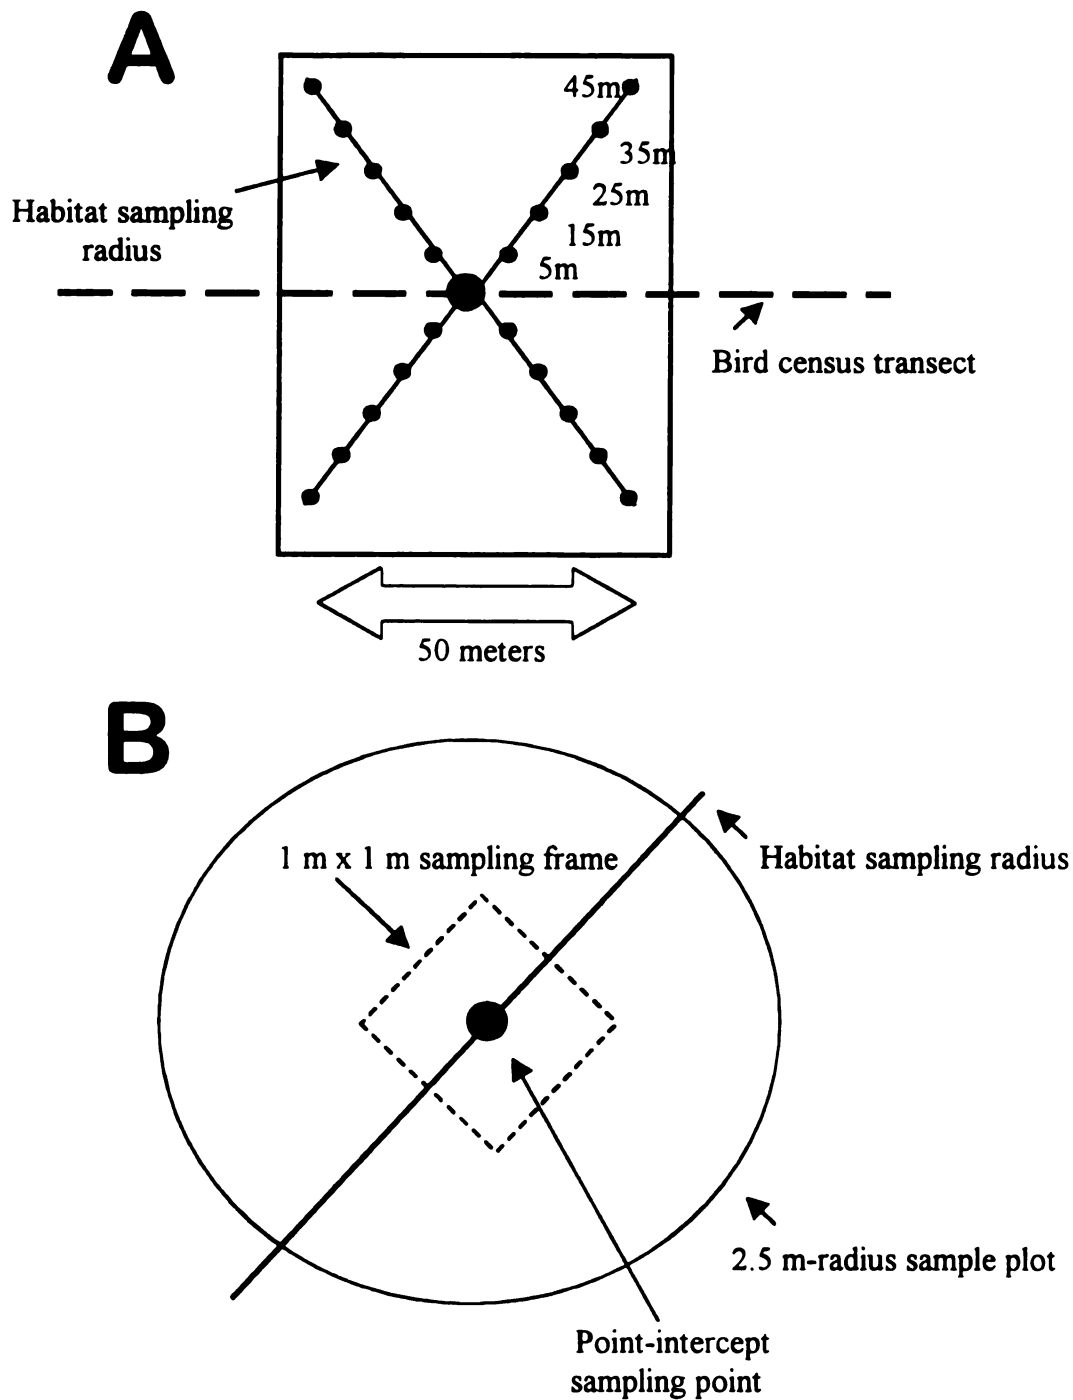 A
45m
35m
25m
15m
5m
Habitat sampling
radius
Bird census transect
50 meters
B
1 m x 1 m sampling frame
Habitat sampling radius
2.5 m-radius sample plot
Point-intercept
sampling point